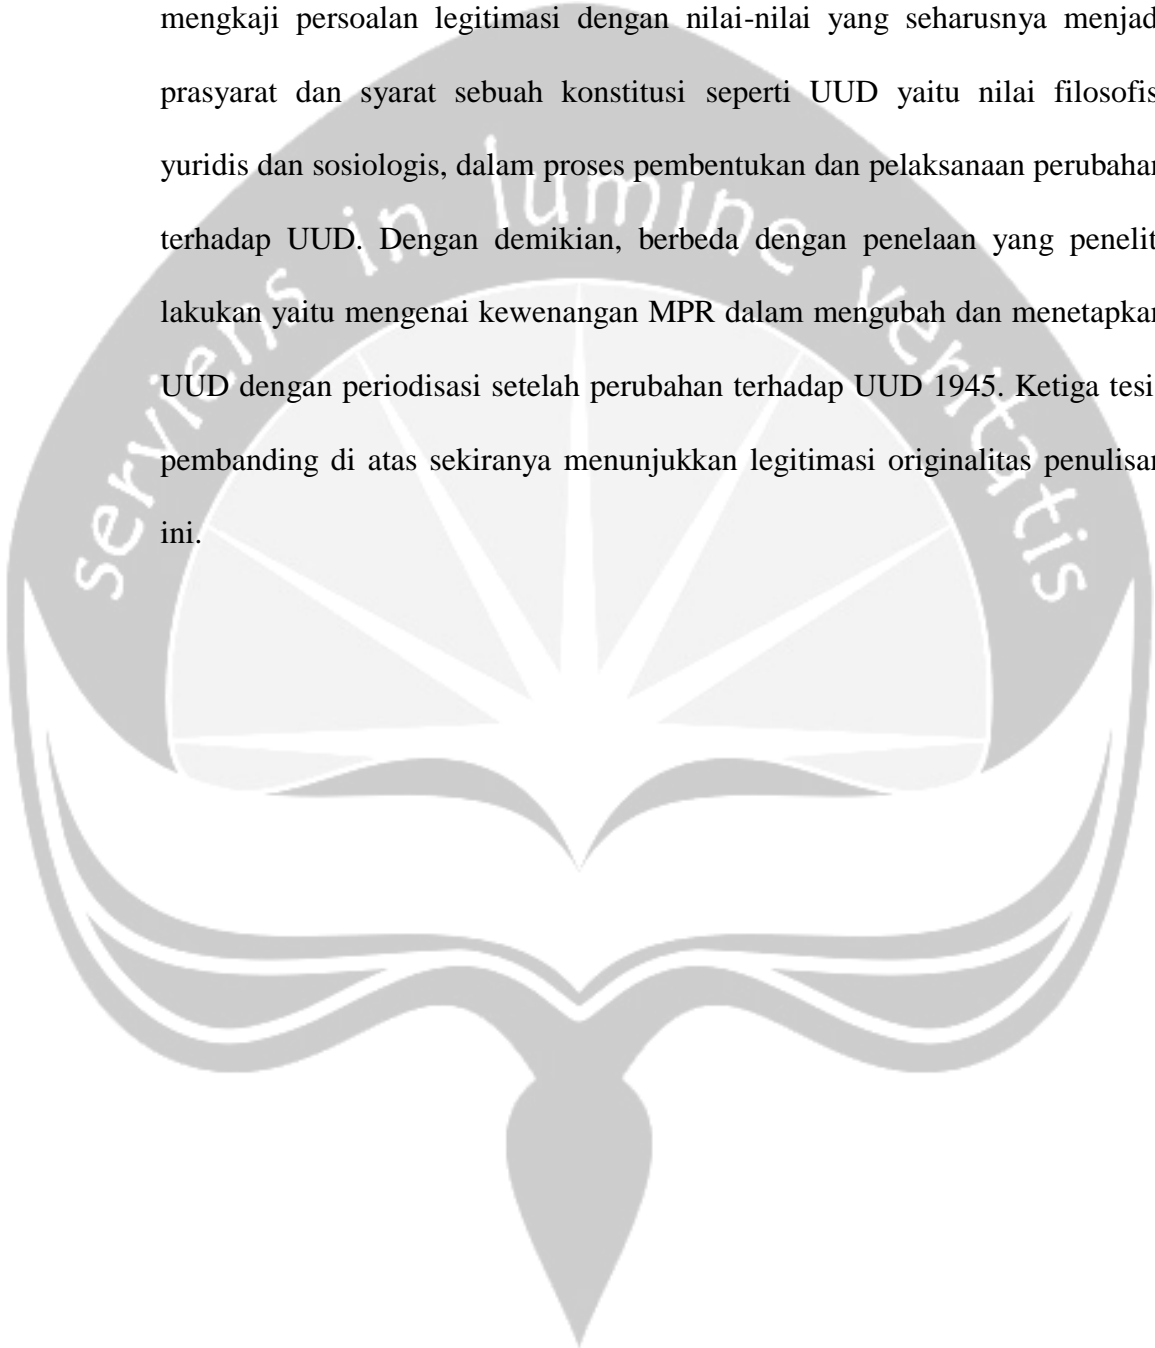 mengkaji persoalan legitimasi dengan nilai-nilai yang seharusnya menjad
prasyarat dan syarat sebuah konstitusi seperti UUD yaitu nilai filosofis
yuridis dan sosiologis, dalam proses pembentukan dan pelaksanaan perubahan
terhadap UUD. Dengan demikian, berbeda dengan penelaan yang penelit
lakukan yaitu mengenai kewenangan MPR dalam mengubah dan menetapkan
UUD dengan periodisasi setelah perubahan terhadap UUD 1945. Ketiga tesi
pembanding di atas sekiranya menunjukkan legitimasi originalitas penulisan
ini.
serviens in lumine veritatis